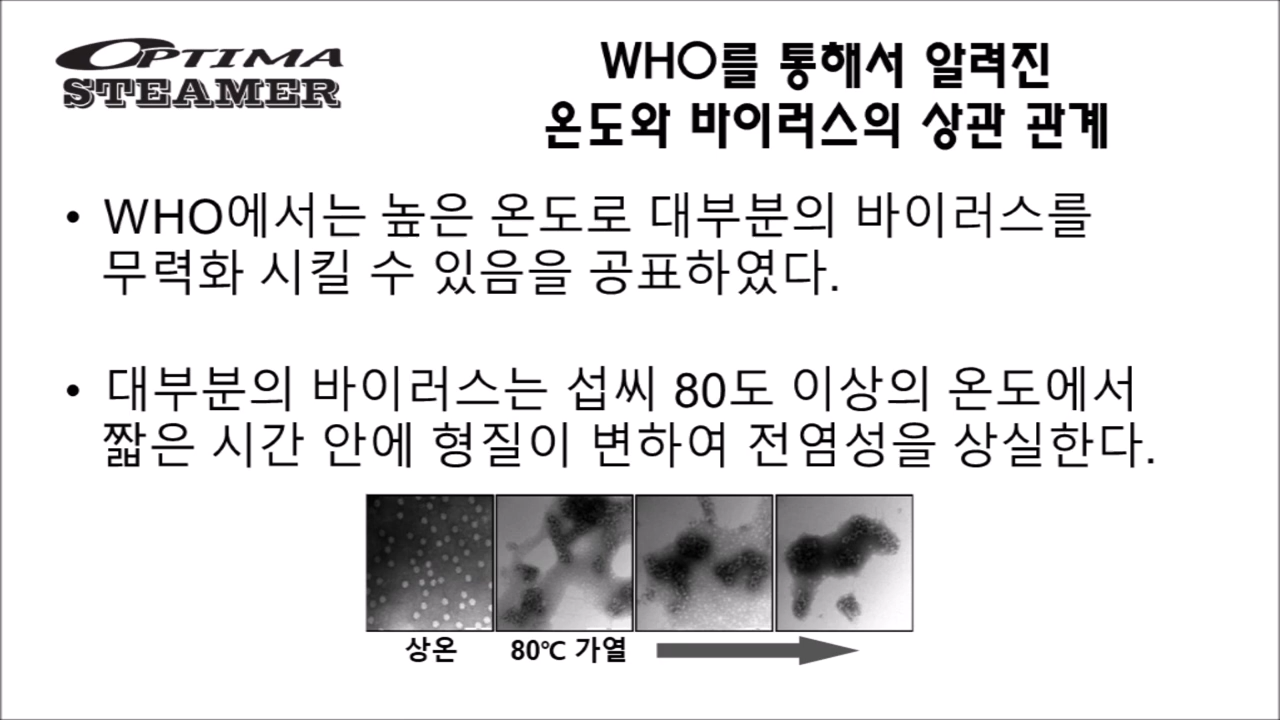 OPTIMA
STEAMER
WHO를 통해서 알려진
온도와 바이러스의 상관 관계
• WHO에서는 높은 온도로 대부분의 바이러스를
무력화 시킬 수 있음을 공표하였다.
• 대부분의 바이러스는 섭씨 80도 이상의 온도에서
짧은 시간 안에 형질이 변하여 전염성을 상실한다.
상온
80℃ 가열